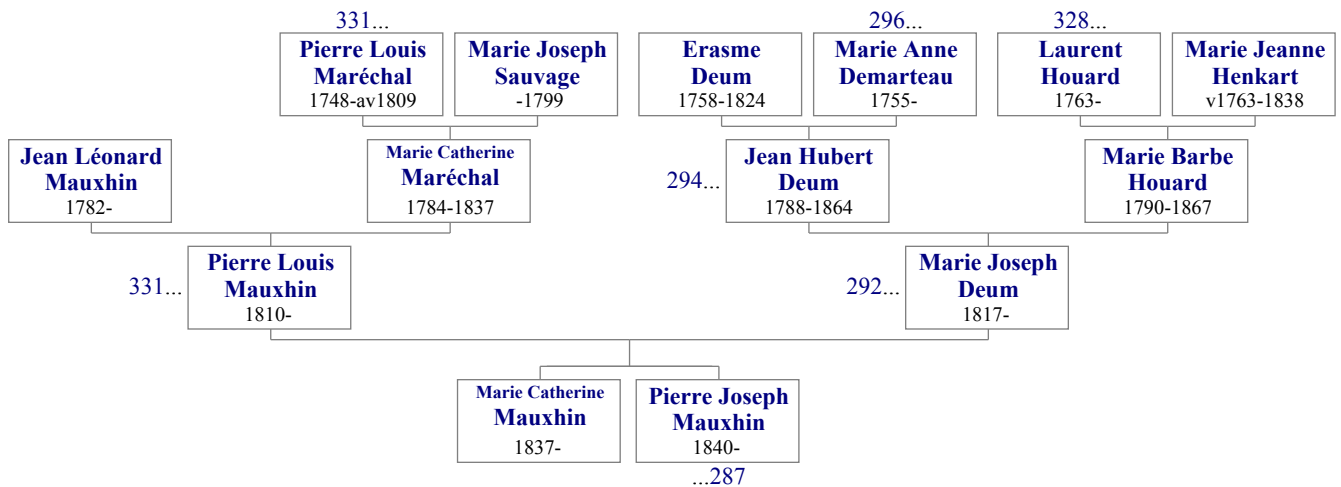 331...
296...
328...
Pierre Louis
Maréchal
1748-av1809
Marie Joseph
Sauvage
-1799
Erasme
Deum
1758-1824
Marie Anne
Demarteau
1755-
Laurent
Houard
1763-
Marie Jeanne
Henkart
v1763-1838
Jean Léonard
Mauxhin
1782-
Marie Catherine
Maréchal
1784-1837
294...
Jean Hubert
Deum
1788-1864
Marie Barbe
Houard
1790-1867
331...
Pierre Louis
Mauxhin
1810-
292...
Marie Joseph
Deum
1817-
Marie Catherine
Mauxhin
1837-
Pierre Joseph
Mauxhin
1840-
...287